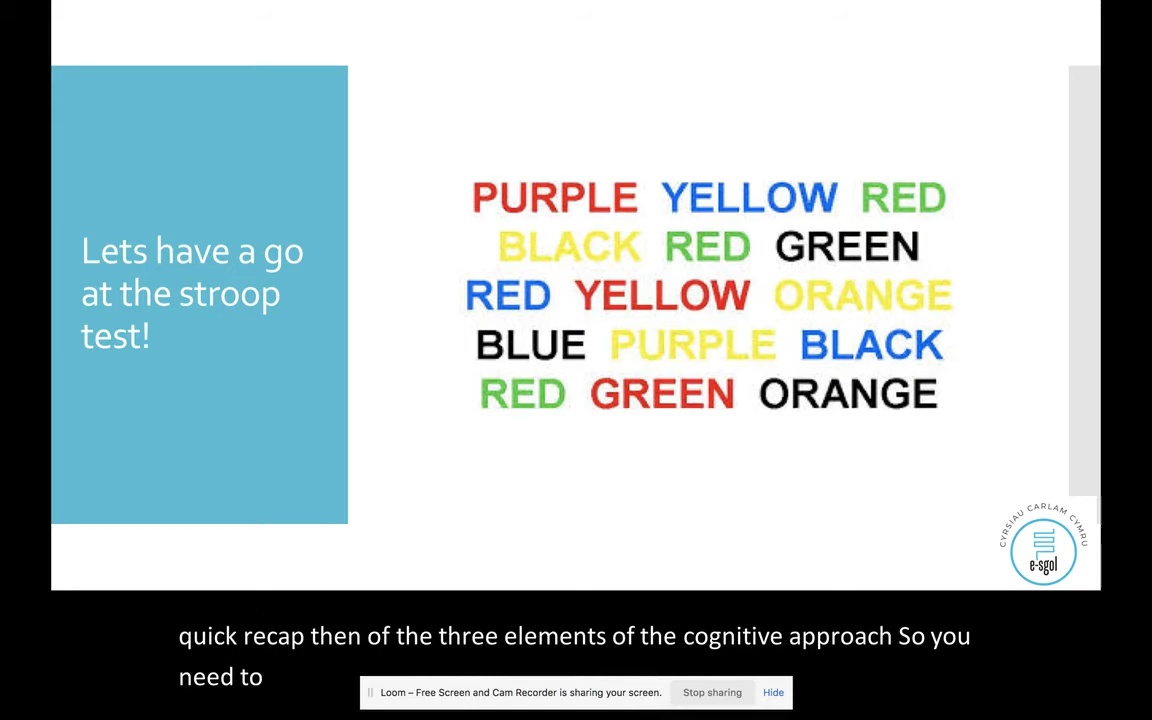 Lets have a go
at the stroop
test!
PURPLE YELLOW RED
BLACK RED GREEN
RED YELLOW ORANGE
BLUE PURPLE BLACK
RED GREEN ORANGE
CYRSIAU CARLAM CYMRU
e-sgol
quick recap then of the three elements of the cognitive approach So you
need to
Loom – Free Screen and Cam Recorder is sharing your screen. Stop sharing Hide